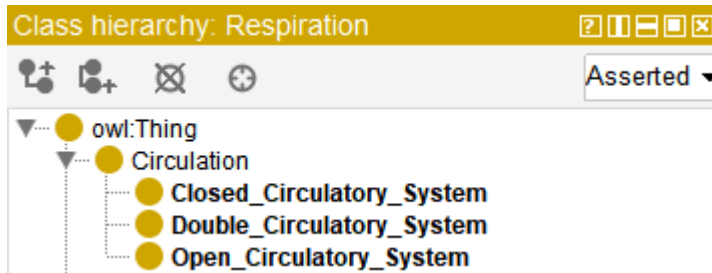 Class hierarchy: Respiration
Asserted
owl:Thing
Circulation
Closed_Circulatory_System
Double_Circulatory_System
Open_Circulatory_System